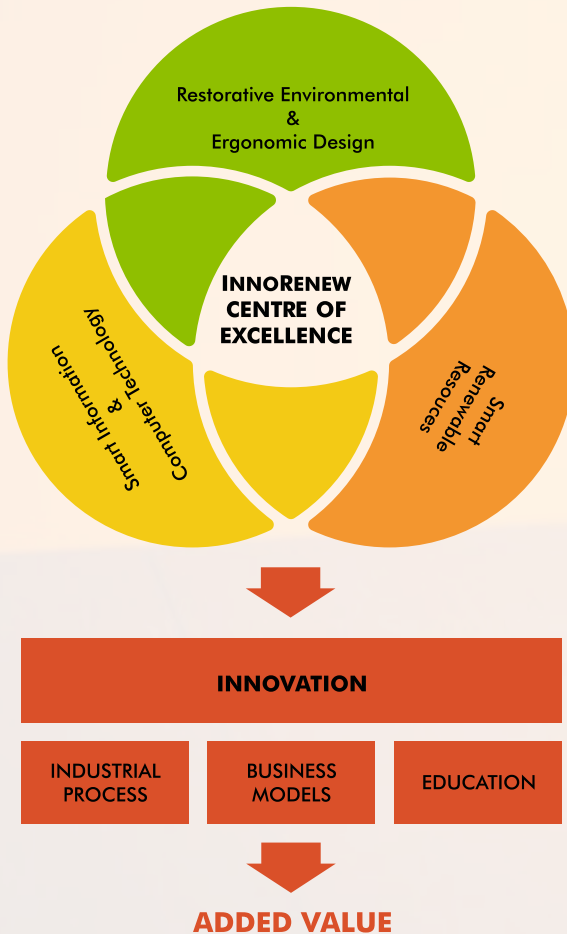 Restorative Environmental
&
Ergonomic Design
INNORENEW
CENTRE OF
EXCELLENCE
Smart Information
&
Computer Technology
Smart
Renewable
Resouces
INNOVATION
INDUSTRIAL
PROCESS
BUSINESS
MODELS
EDUCATION
ADDED VALUE